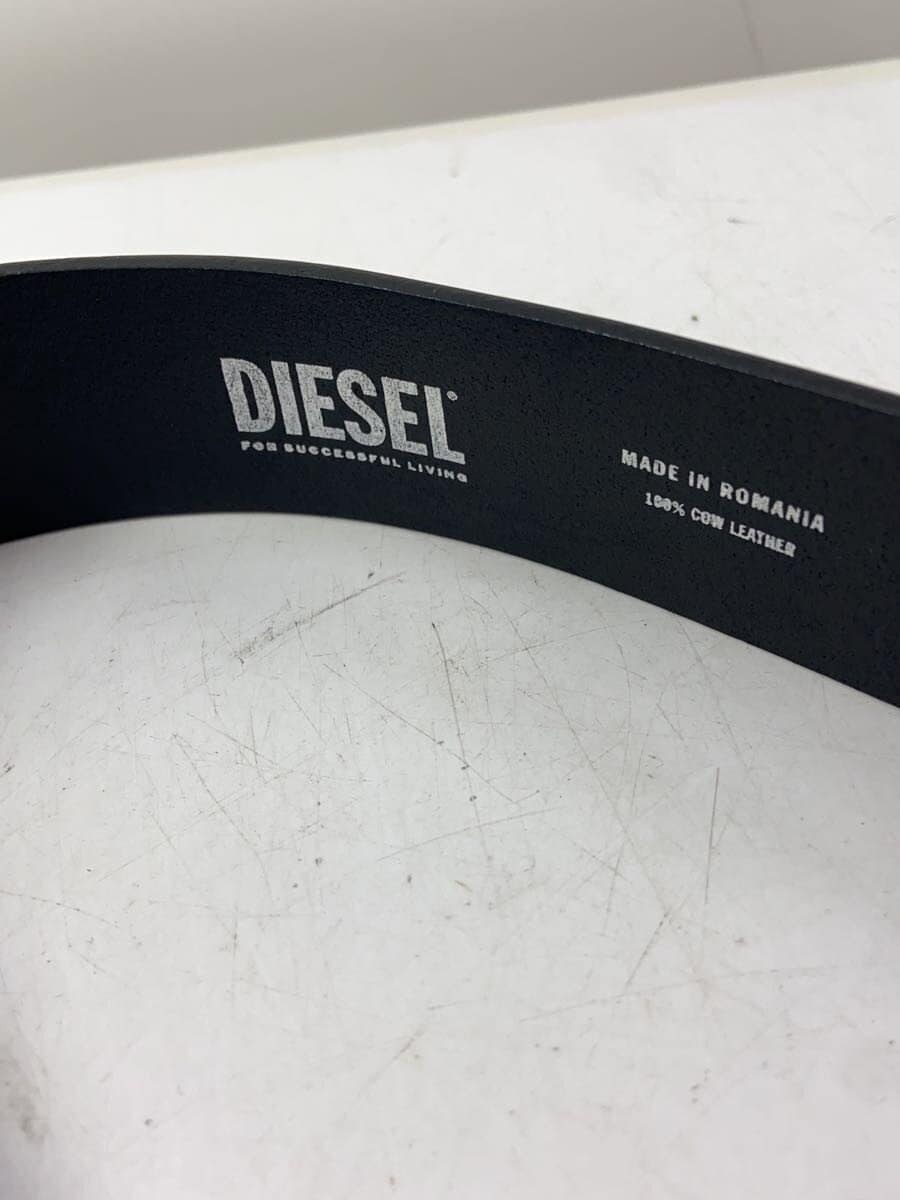 DIESEL®
FOR SUCCESSFUL LIVING
MADE IN ROMANIA
100% COW LEATHER